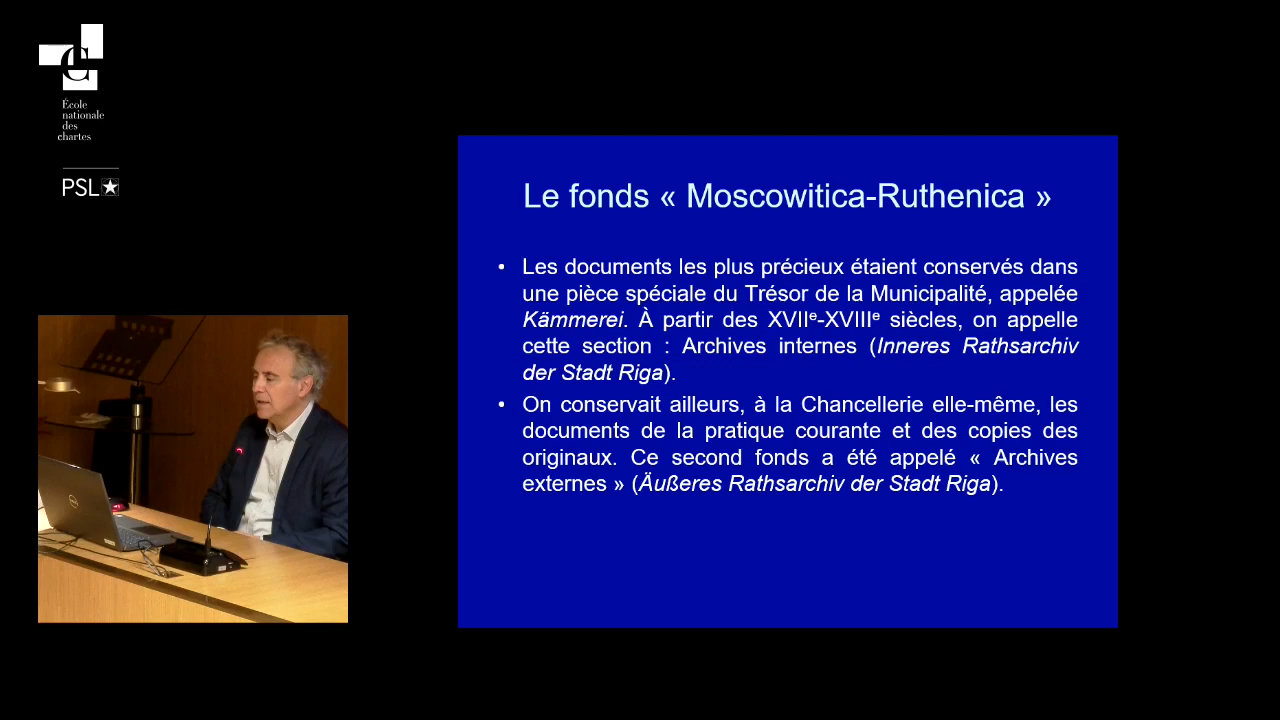 École
nationale
des
chartes
PSL
Le fonds « Moscowitica-Ruthenica »
• Les documents les plus précieux étaient conservés dans
une pièce spéciale du Trésor de la Municipalité, appelée
Kämmerei. À partir des XVIIᵉ-XVIIIᵉ siècles, on appelle
cette section : Archives internes (Inneres Rathsarchiv
der Stadt Riga).
• On conservait ailleurs, à la Chancellerie elle-même, les
documents de la pratique courante et des copies des
originaux. Ce second fonds a été appelé « Archives
externes » (Äußeres Rathsarchiv der Stadt Riga).